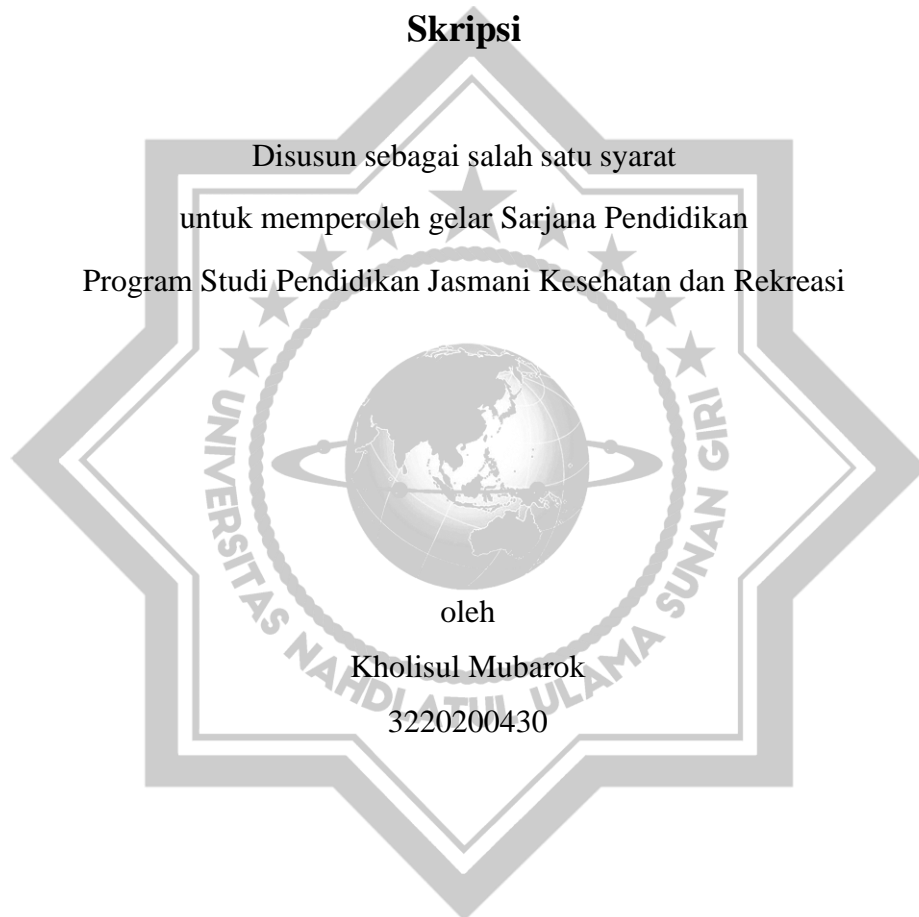 Skripsi
Disusun sebagai salah satu syarat
untuk memperoleh gelar Sarjana Pendidikan
Program Studi Pendidikan Jasmani Kesehatan dan Rekreasi
UNIVERSITAS NAHDLATUL ULAMA SUNAN GIRI
oleh
Kholisul Mubarok
3220200430